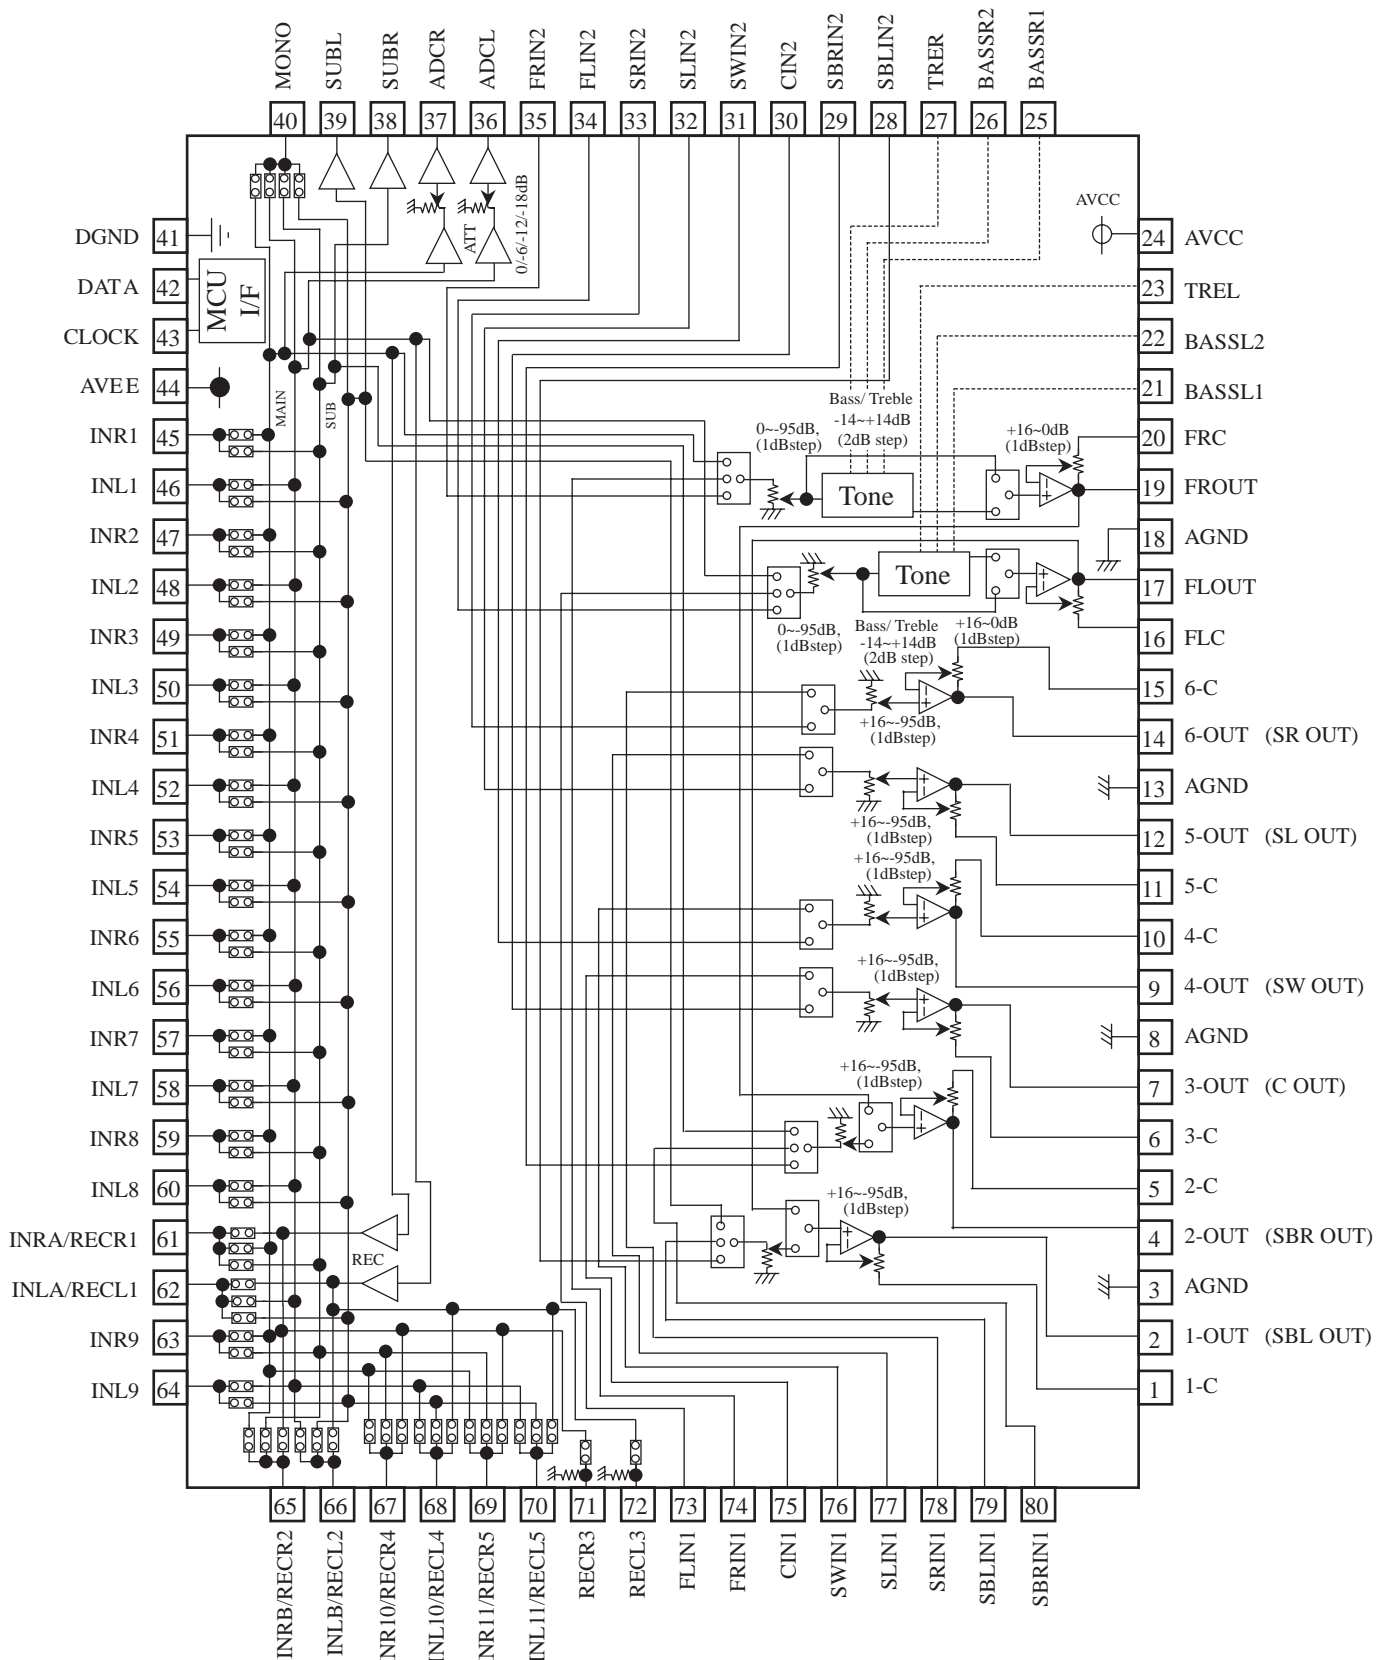 MONO
SUBL
SUBR
ADCR
ADCL
FRIN2
FLIN2
SRIN2
SLIN2
SWIN2
CIN2
SBRIN2
SBLIN2
TRER
BASSR2
BASSR1
40
39
38
37
36
35
34
33
32
31
30
29
28
27
26
25
DGND 41
DATA 42
CLOCK 43
AVEE 44
INR1 45
INL1 46
INR2 47
INL2 48
INR3 49
INL3 50
INR4 51
INL4 52
INR5 53
INL5 54
INR6 55
INL6 56
INR7 57
INL7 58
INR8 59
INL8 60
INRA/RECR1 61
INLA/RECL1 62
INR9 63
INL9 64
MCU
I/F
MAIN
SUB
ATT
0/-6/-12/-18dB
REC
Bass/ Treble
-14~+14dB
(2dB step)
0~-95dB,
(1dBstep)
Tone
+16~0dB
(1dBstep)
Tone
0~-95dB,
(1dBstep)
Bass/ Treble
-14~+14dB
(2dB step)
+16~0dB
(1dBstep)
+16~-95dB,
(1dBstep)
+16~-95dB,
(1dBstep)
+16~-95dB,
(1dBstep)
+16~-95dB,
(1dBstep)
+16~-95dB,
(1dBstep)
+16~-95dB,
(1dBstep)
AVCC
24 AVCC
23 TREL
22 BASSL2
21 BASSL1
20 FRC
19 FROUT
18 AGND
17 FLOUT
16 FLC
15 6-C
14 6-OUT (SR OUT)
13 AGND
12 5-OUT (SL OUT)
11 5-C
10 4-C
9 4-OUT (SW OUT)
8 AGND
7 3-OUT (C OUT)
6 3-C
5 2-C
4 2-OUT (SBR OUT)
3 AGND
2 1-OUT (SBL OUT)
1 1-C
65
66
67
68
69
70
71
72
73
74
75
76
77
78
79
80
INRB/RECR2
INLB/RECL2
INR10/RECR4
INL10/RECL4
INR11/RECR5
INL11/RECL5
RECR3
RECL3
FLIN1
FRIN1
CIN1
SWIN1
SLIN1
SRIN1
SBLIN1
SBRIN1